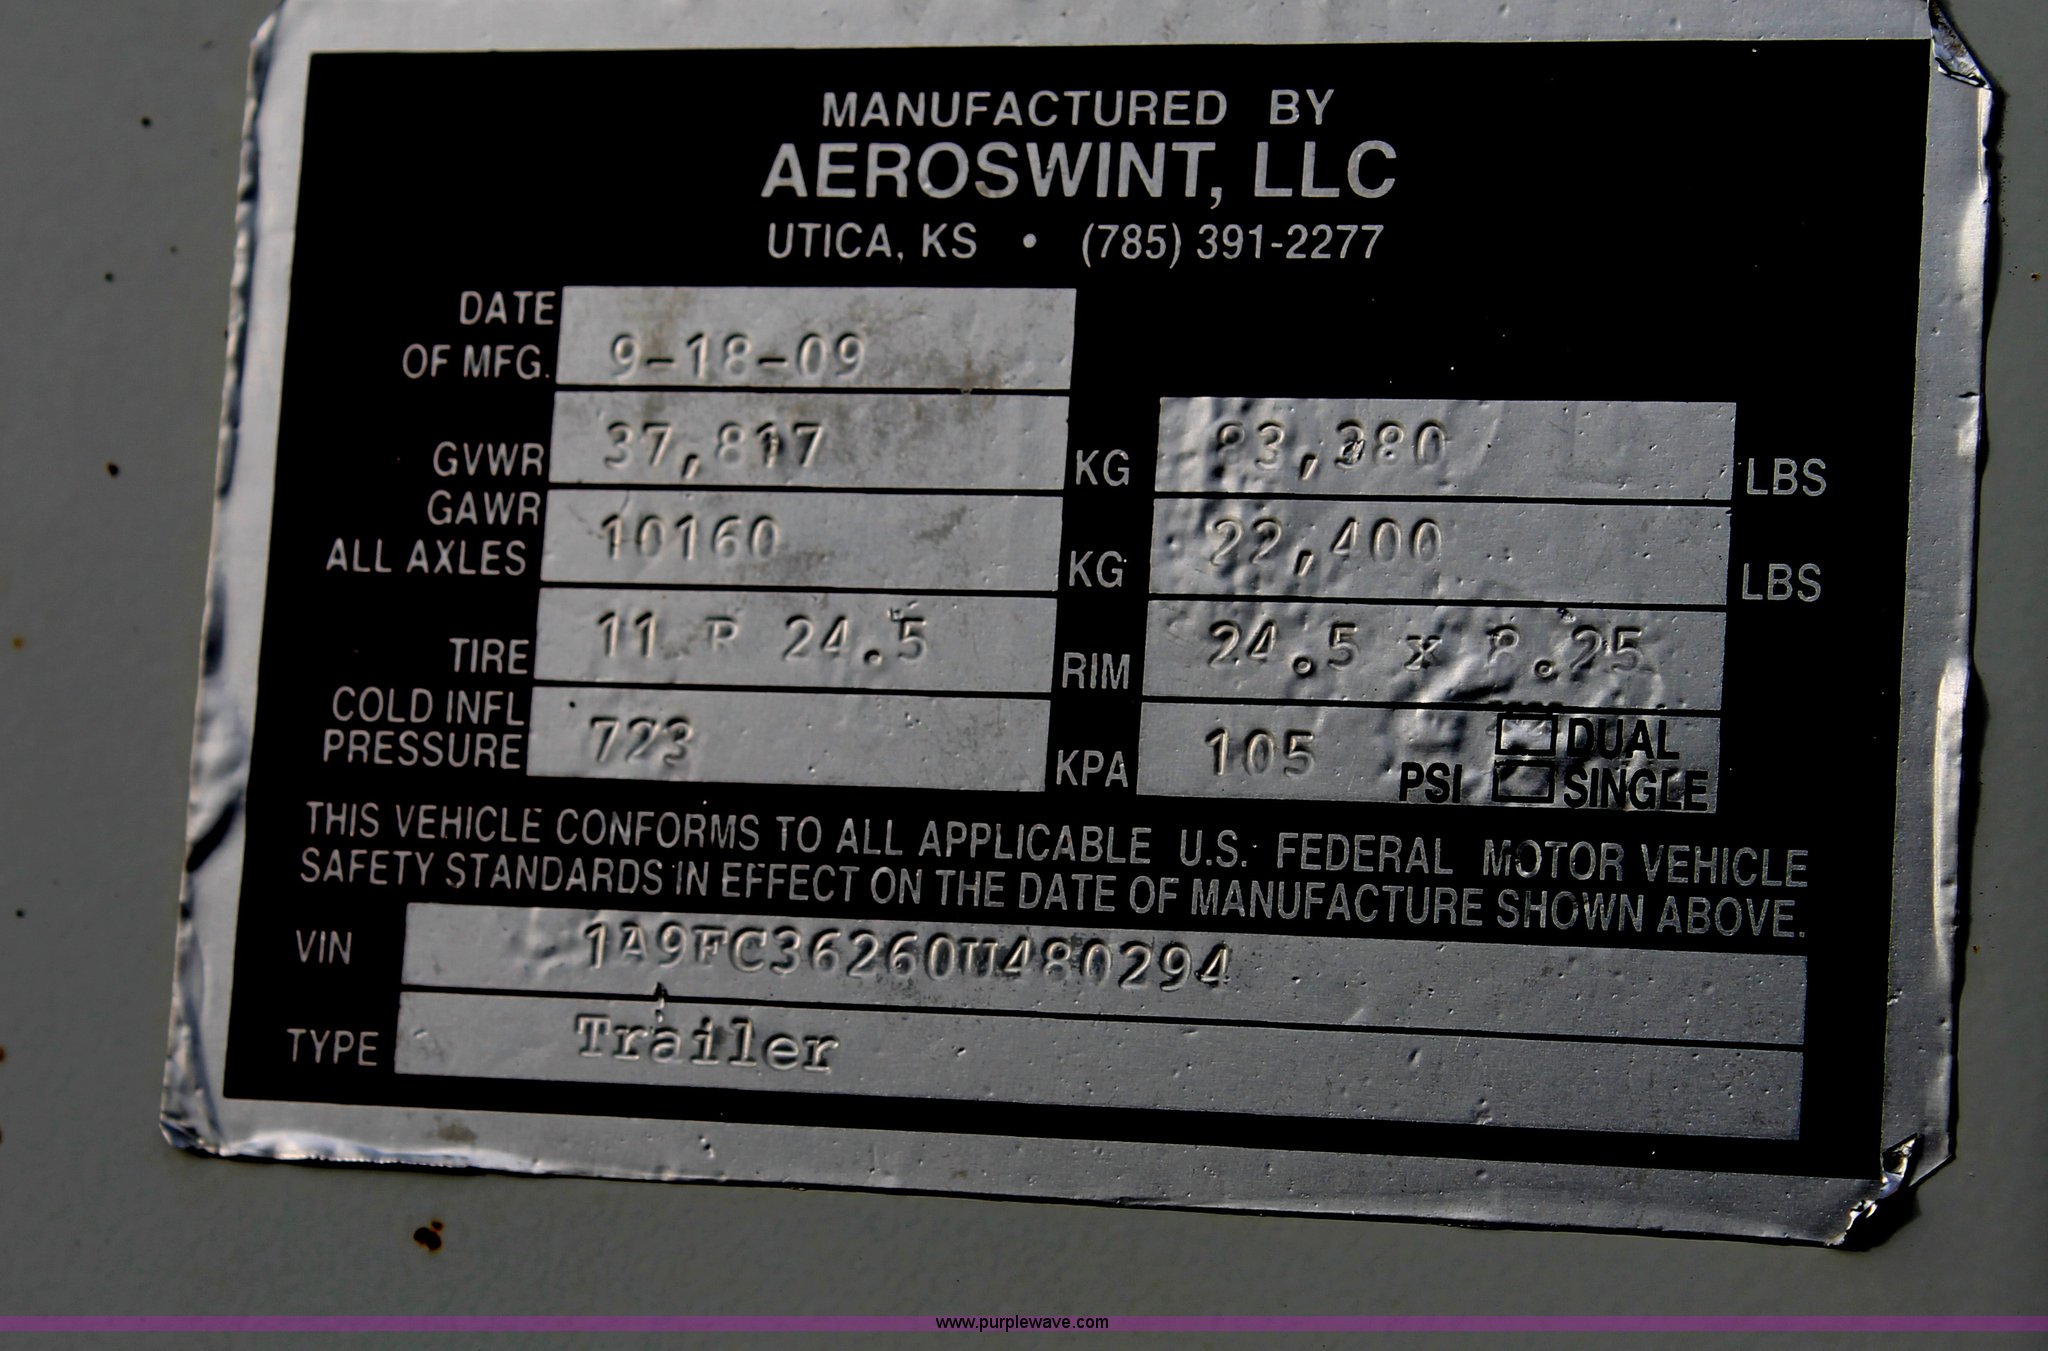 MANUFACTURED BY
AEROSWINT, LLC
UTICA, KS • (785) 391-2277
DATE
OF MFG. 9-18-09
GVWR 37,817 KG 83,380 LBS
GAWR
ALL AXLES 10160 KG 22,400 LBS
TIRE 11 R 24.5 RIM 24.5 x 8.25
COLD INFL
PRESSURE 723 KPA 105 PSI
DUAL
SINGLE
THIS VEHICLE CONFORMS TO ALL APPLICABLE U.S. FEDERAL MOTOR VEHICLE
SAFETY STANDARDS IN EFFECT ON THE DATE OF MANUFACTURE SHOWN ABOVE.
VIN
TYPE Trailer
www.purplewave.com